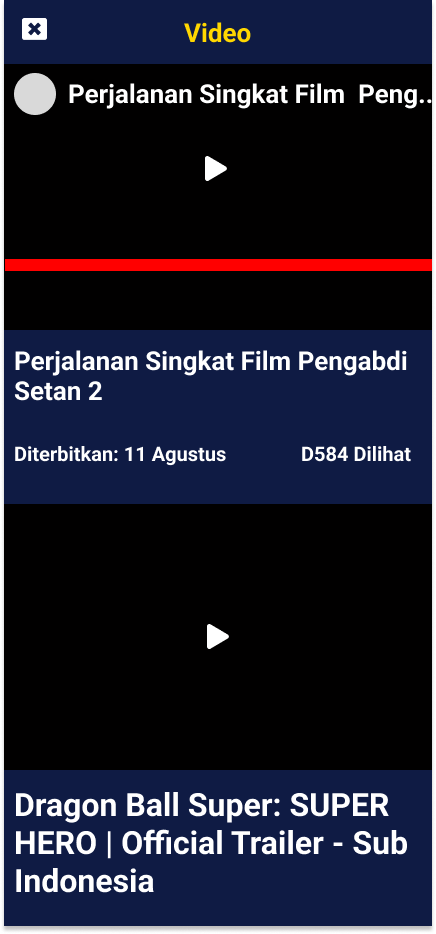 Video
Perjalanan Singkat Film  Peng..
Perjalanan Singkat Film Pengabdi
Setan 2
Diterbitkan: 11 Agustus
D584 Dilihat
Dragon Ball Super: SUPER
HERO | Official Trailer - Sub
Indonesia